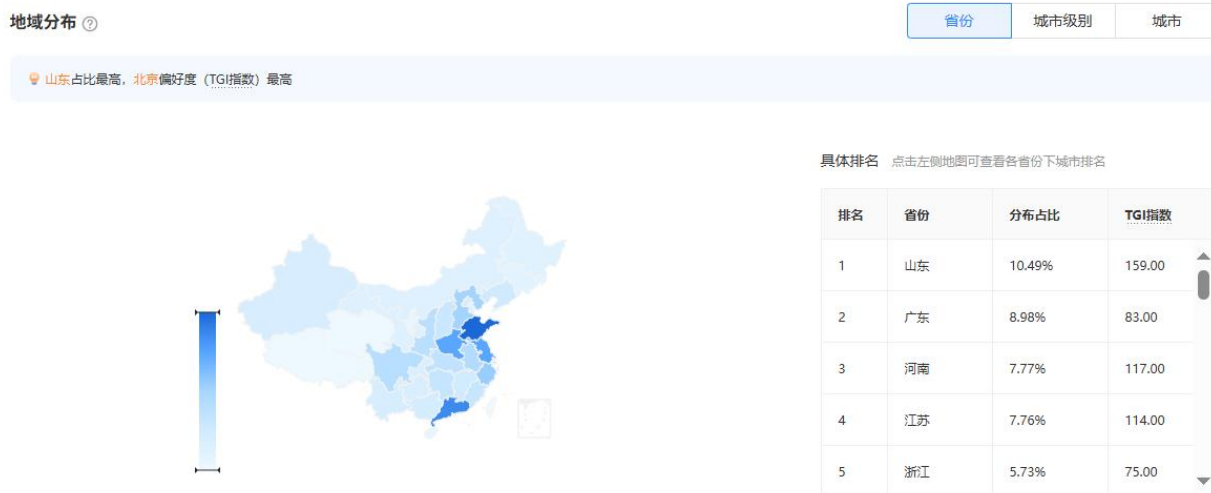 地域分布
省份 城市级别 城市
山东占比最高，北京偏好度（TGI指数）最高
具体排名 点击左侧地图可查看各省份下城市排名
排名 省份 分布占比 TGI指数
1 山东 10.49% 159.00
2 广东 8.98% 83.00
3 河南 7.77% 117.00
4 江苏 7.76% 114.00
5 浙江 5.73% 75.00